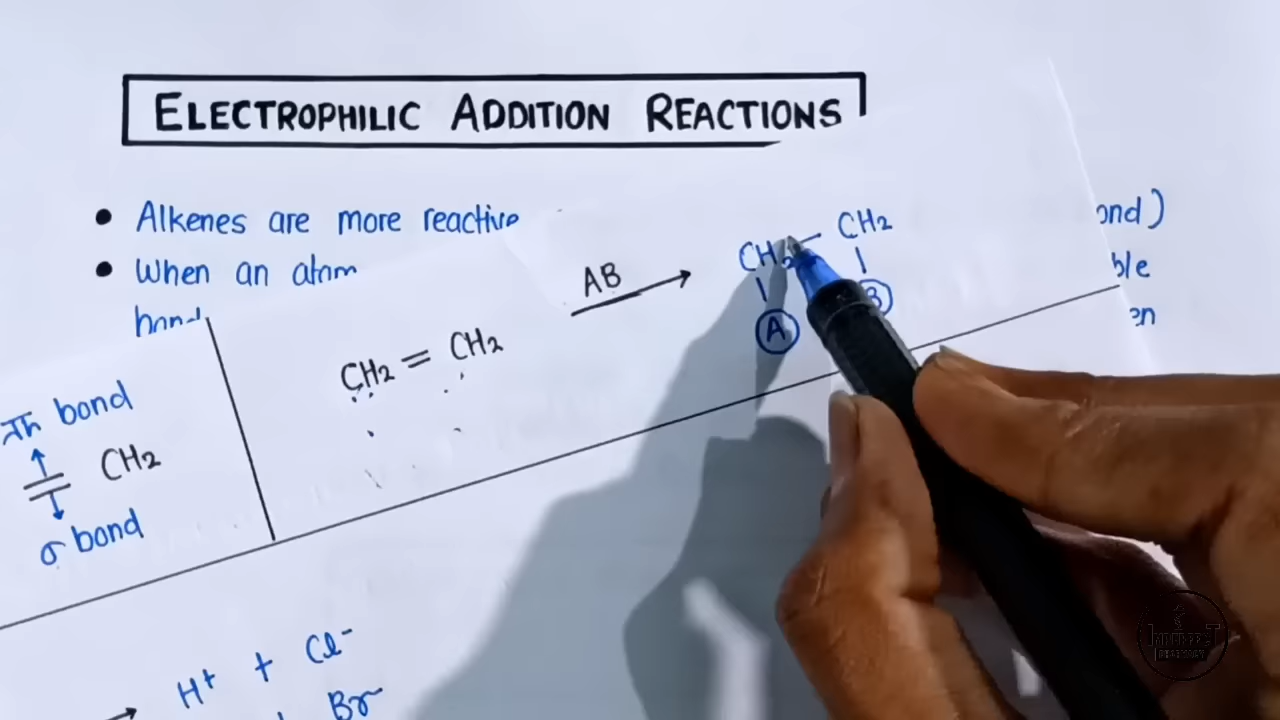 ELECTROPHILIC ADDITION REACTIONS
• Alkenes are more reactive
ond)
• When an atom
ble
bond
en
CH2 = CH2
AB →
CH2 — CH2
A
B
π bond
CH2
σ bond
→ H+ + Cl-
Br-